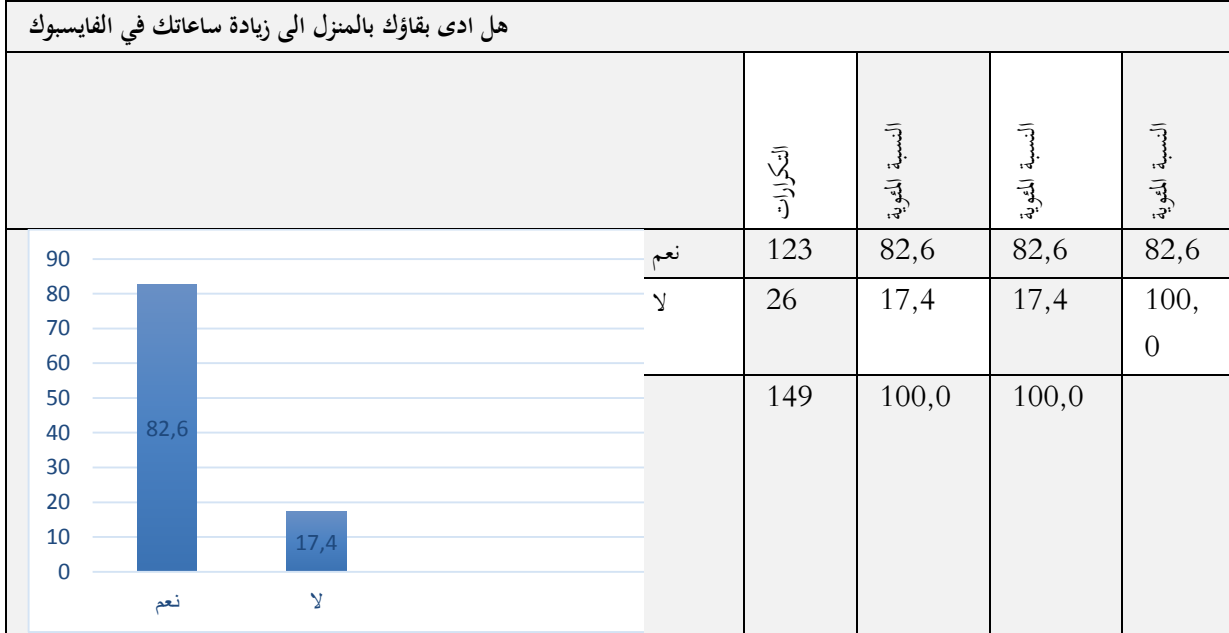 هل ادى بقاؤك بالمنزل الى زيادة ساعاتك في الفايسبوك
التكرارات
النسبة المئوية
النسبة المئوية
النسبة المئوية
نعم 123 82,6 82,6 82,6
لا 26 17,4 17,4 100,
0
149 100,0 100,0
90
80
70
60
50
40
30
20
10
0
82,6
17,4
نعم
لا